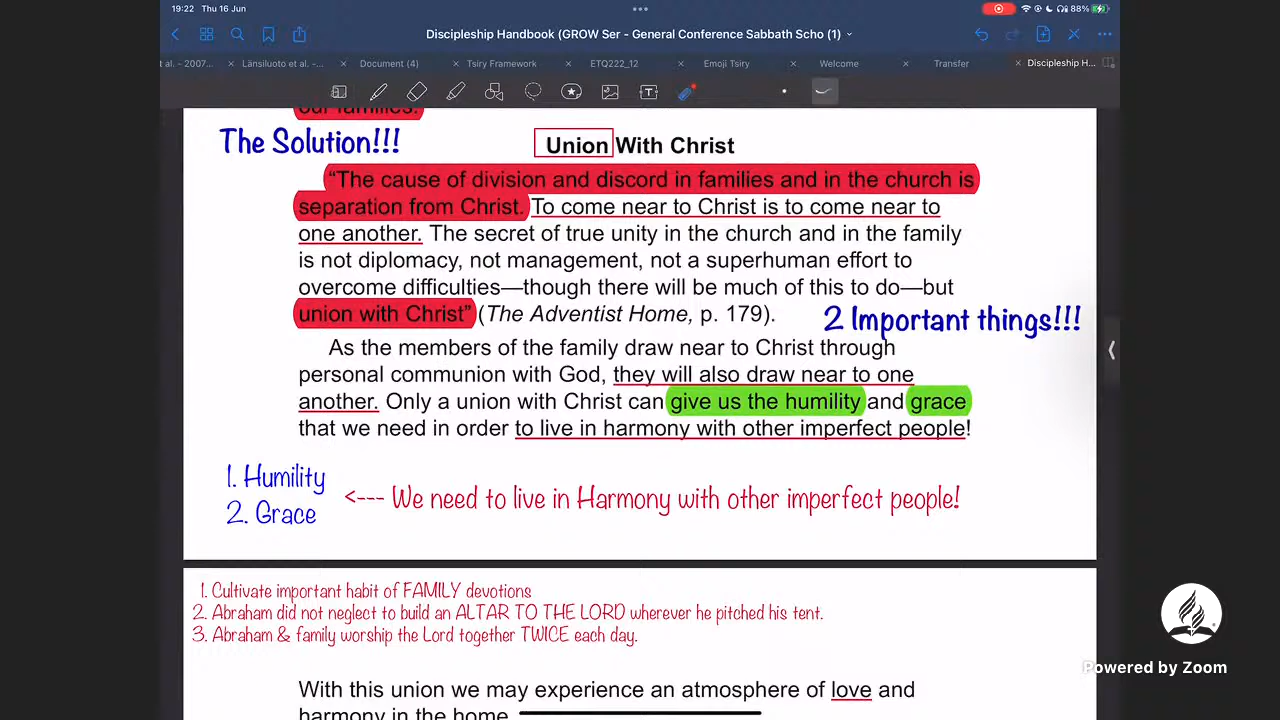 19:22 Thu 16 Jun
88%
Discipleship Handbook (GROW Ser - General Conference Sabbath Scho (1)
t al. - 2007...
Länsiluoto et al. -...
Document (4)
Tsiry Framework
ETQ222_12
Emoji Tsiry
Welcome
Transfer
Discipleship H...
our families.
The Solution!!!
Union With Christ
“The cause of division and discord in families and in the church is
separation from Christ. To come near to Christ is to come near to
one another. The secret of true unity in the church and in the family
is not diplomacy, not management, not a superhuman effort to
overcome difficulties—though there will be much of this to do—but
union with Christ” (The Adventist Home, p. 179).
2 Important things!!!
As the members of the family draw near to Christ through
personal communion with God, they will also draw near to one
another. Only a union with Christ can give us the humility and grace
that we need in order to live in harmony with other imperfect people!
1. Humility
2. Grace
<--- We need to live in Harmony with other imperfect people!
1. Cultivate important habit of FAMILY devotions
2. Abraham did not neglect to build an ALTAR TO THE LORD wherever he pitched his tent.
3. Abraham & family worship the Lord together TWICE each day.
Powered by Zoom
With this union we may experience an atmosphere of love and
harmony in the home.